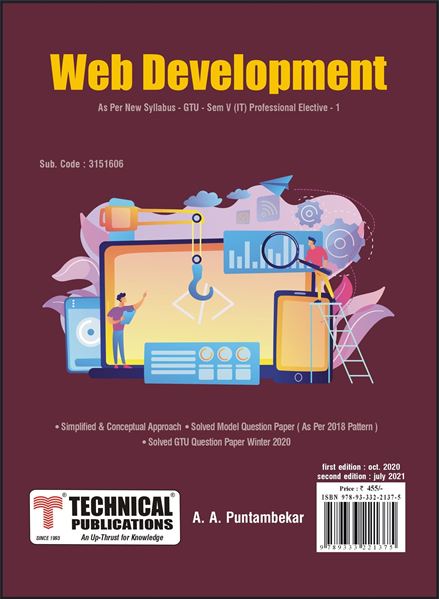 Web Development
As Per New Syllabus - GTU - Sem V (IT) Professional Elective - 1
Sub. Code : 3151606
</>
• Simplified & Conceptual Approach • Solved Model Question Paper ( As Per 2018 Pattern )
• Solved GTU Question Paper Winter 2020
first edition : oct. 2020
second edition : july 2021
Price : ₹ 455/-
ISBN 978-93-332-2137-5
9 789333 221375
T
®
TECHNICAL®
PUBLICATIONS
SINCE 1993 An Up-Thrust for Knowledge
A. A. Puntambekar